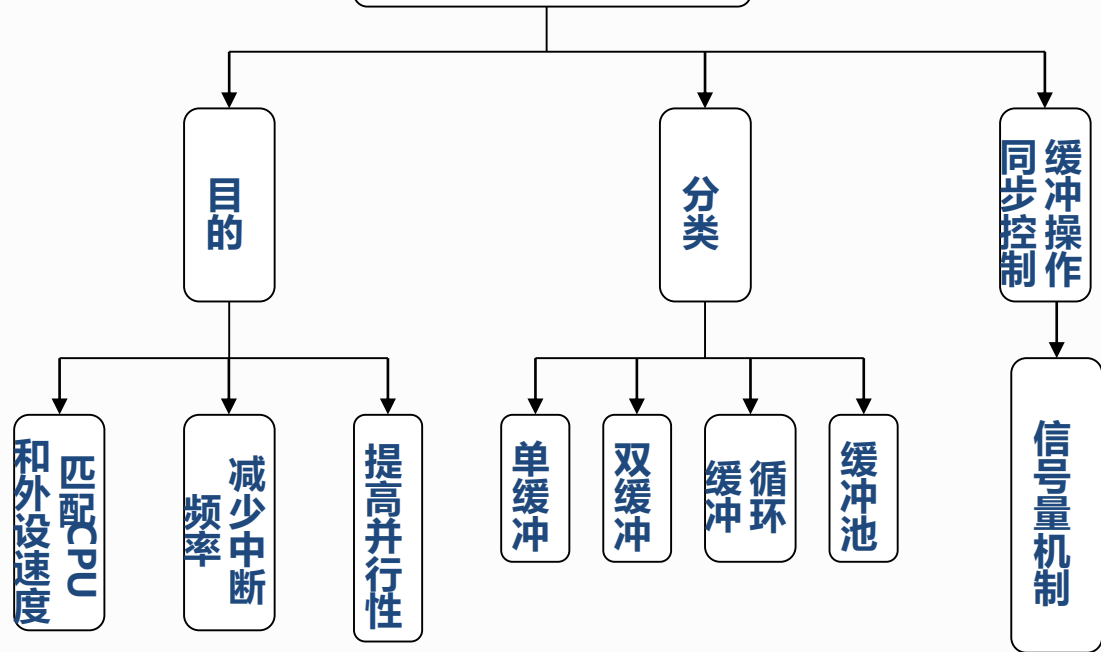 目的
分类
缓冲操作
同步控制
匹配CPU
和外设速度
减少中断
频率
提高并行性
单缓冲
双缓冲
循环
缓冲
缓冲池
信号量机制